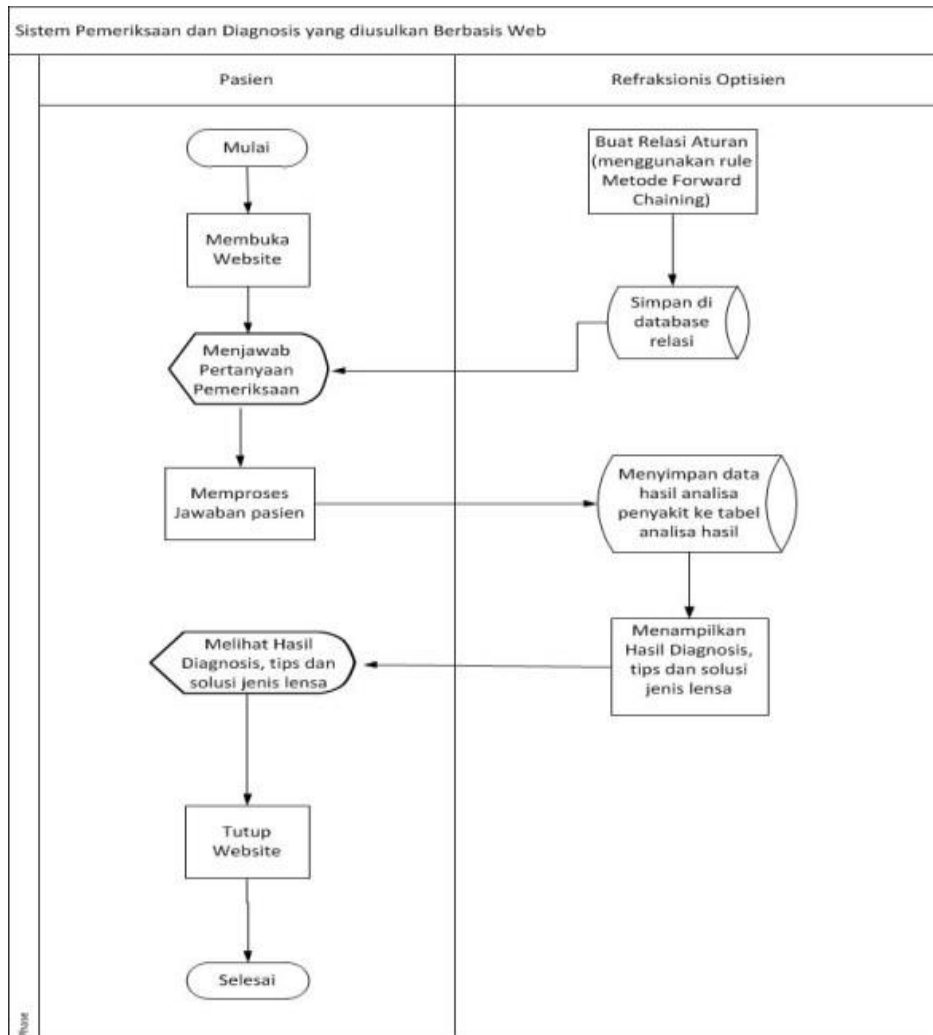 Sistem Pemeriksaan dan Diagnosis yang diusulkan Berbasis Web
Pasien
Refraksionis Optisien
Mulai
Membuka
Website
Menjawab
Pertanyaan
Pemeriksaan
Memproses
Jawaban pasien
Melihat Hasil
Diagnosis, tips dan
solusi jenis lensa
Tutup
Website
Selesai
Buat Relasi Aturan
(menggunakan rule
Metode Forward
Chaining)
Simpan di
database
relasi
Menyimpan data
hasil analisa
penyakit ke tabel
analisa hasil
Menampilkan
Hasil Diagnosis,
tips dan solusi
jenis lensa
Phase